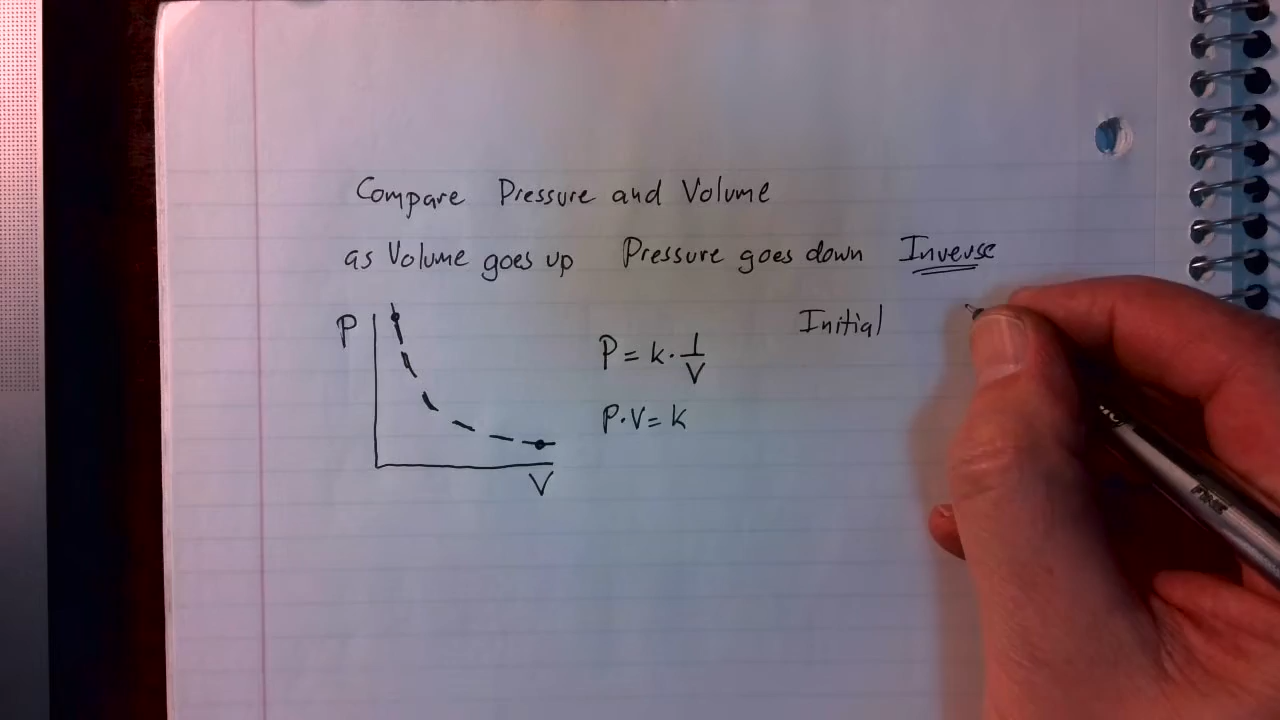 Compare Pressure and Volume
as Volume goes up Pressure goes down Inverse
P
Initial
P = k · 1/V
P·V = k
V